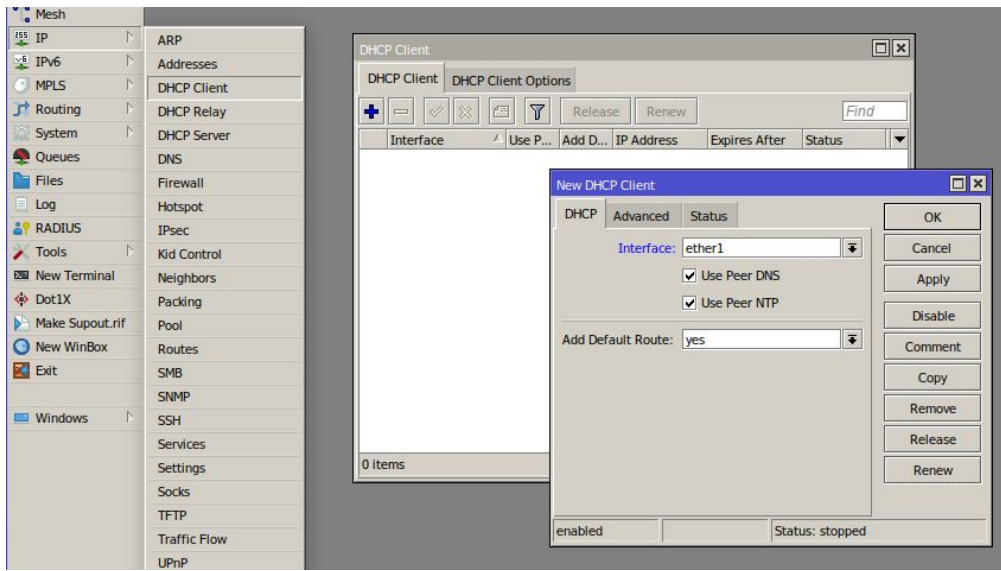 Mesh
IP
IPv6
MPLS
Routing
System
Queues
Files
Log
RADIUS
Tools
New Terminal
Dot1X
Make Supout.rif
New WinBox
Exit
Windows
ARP
Addresses
DHCP Client
DHCP Relay
DHCP Server
DNS
Firewall
Hotspot
IPsec
Kid Control
Neighbors
Packing
Pool
Routes
SMB
SNMP
SSH
Services
Settings
Socks
TFTP
Traffic Flow
UPnP
DHCP Client
DHCP Client DHCP Client Options
Release Renew Find
Interface Use P... Add D... IP Address Expires After Status
0 items
New DHCP Client
DHCP Advanced Status
Interface: ether1
Use Peer DNS
Use Peer NTP
Add Default Route: yes
OK
Cancel
Apply
Disable
Comment
Copy
Remove
Release
Renew
enabled Status: stopped